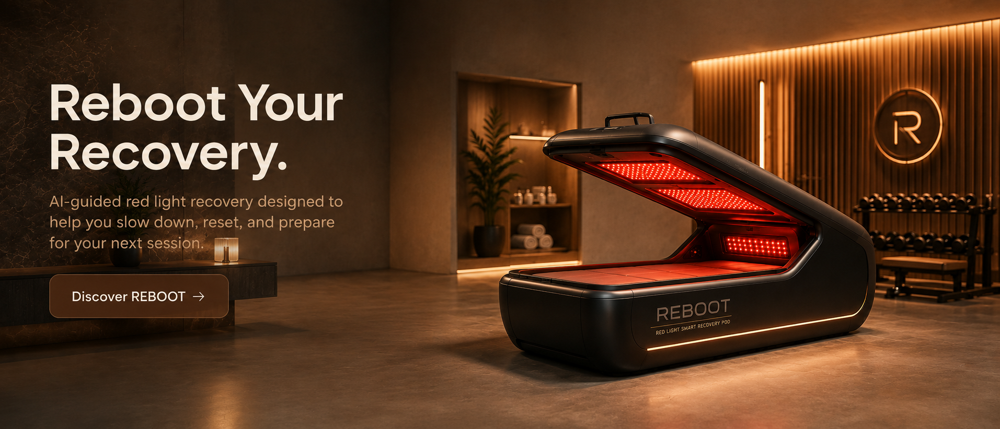 Reboot Your
Recovery.
AI-guided red light recovery designed to
help you slow down, reset, and prepare
for your next session.
Discover REBOOT →
R
REBOOT
RED LIGHT SMART RECOVERY POD